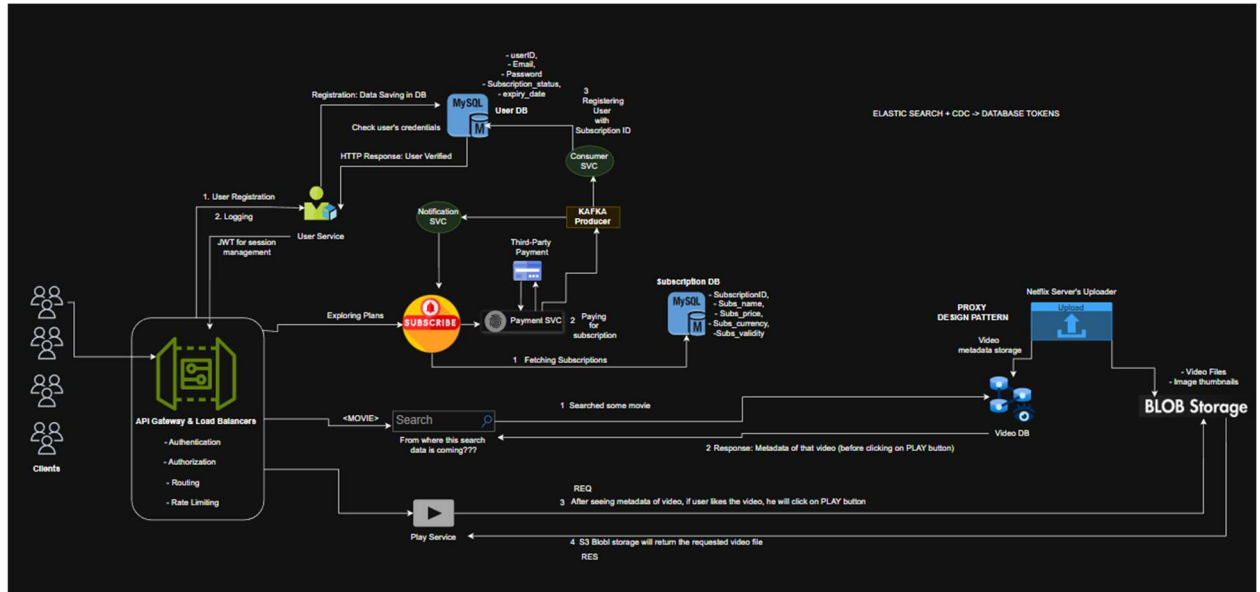 - userID,
- Email,
- Password
- Subscription_status,
- expiry_date
MySQL
M
User DB
Registration: Data Saving in DB
Check user's credentials
HTTP Response: User Verified
3
Registering
User
with
Subscription ID
ELASTIC SEARCH + CDC -> DATABASE TOKENS
Consumer
SVC
1. User Registration
2. Logging
User Service
JWT for session
management
Notification
SVC
KAFKA
Producer
Third-Party
Payment
Exploring Plans
SUBSCRIBE
Payment SVC
2 Paying
for
subscription
1 Fetching Subscriptions
Subscription DB
MySQL
M
- SubscriptionID,
- Subs_name,
- Subs_price,
- Subs_currency,
-Subs_validity
Netflix Server's Uploader
Upload
PROXY
DESIGN PATTERN
Video
metadata storage
Video DB
- Video Files
- Image thumbnails
BLOB Storage
Clients
API Gateway & Load Balancers
- Authentication
- Authorization
- Routing
- Rate Limiting
<MOVIE>
Search
From where this search
data is coming???
1 Searched some movie
2 Response: Metadata of that video (before clicking on PLAY button)
REQ
3 After seeing metadata of video, if user likes the video, he will click on PLAY button
Play Service
4 S3 Blobl storage will return the requested video file
RES